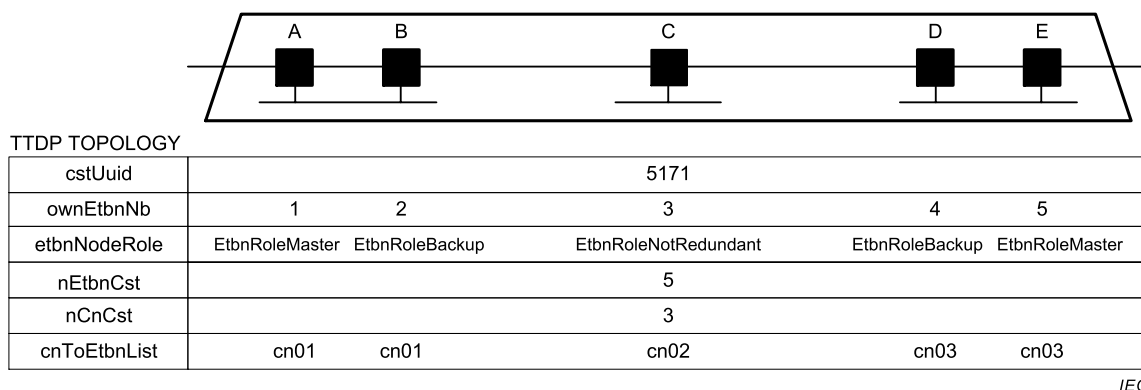 A B C D E
TTDP TOPOLOGY
cstUuid 5171
ownEtbnNb 1 2 3 4 5
etbnNodeRole EtbnRoleMaster EtbnRoleBackup EtbnRoleNotRedundant EtbnRoleBackup EtbnRoleMaster
nEtbnCst 5
nCnCst 3
cnToEtbnList cn01 cn01 cn02 cn03 cn03
IEC